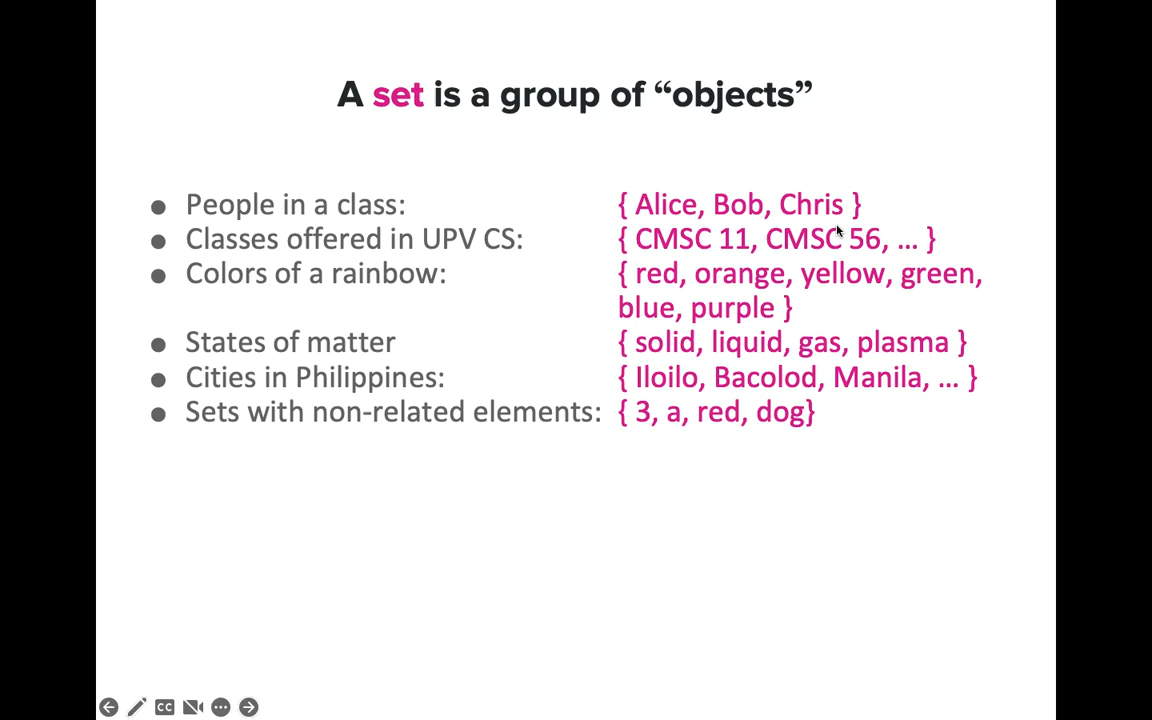 A set is a group of “objects”
● People in a class: { Alice, Bob, Chris }
● Classes offered in UPV CS: { CMSC 11, CMSC 56, … }
● Colors of a rainbow: { red, orange, yellow, green,
blue, purple }
● States of matter { solid, liquid, gas, plasma }
● Cities in Philippines: { Iloilo, Bacolod, Manila, … }
● Sets with non-related elements: { 3, a, red, dog}
CC